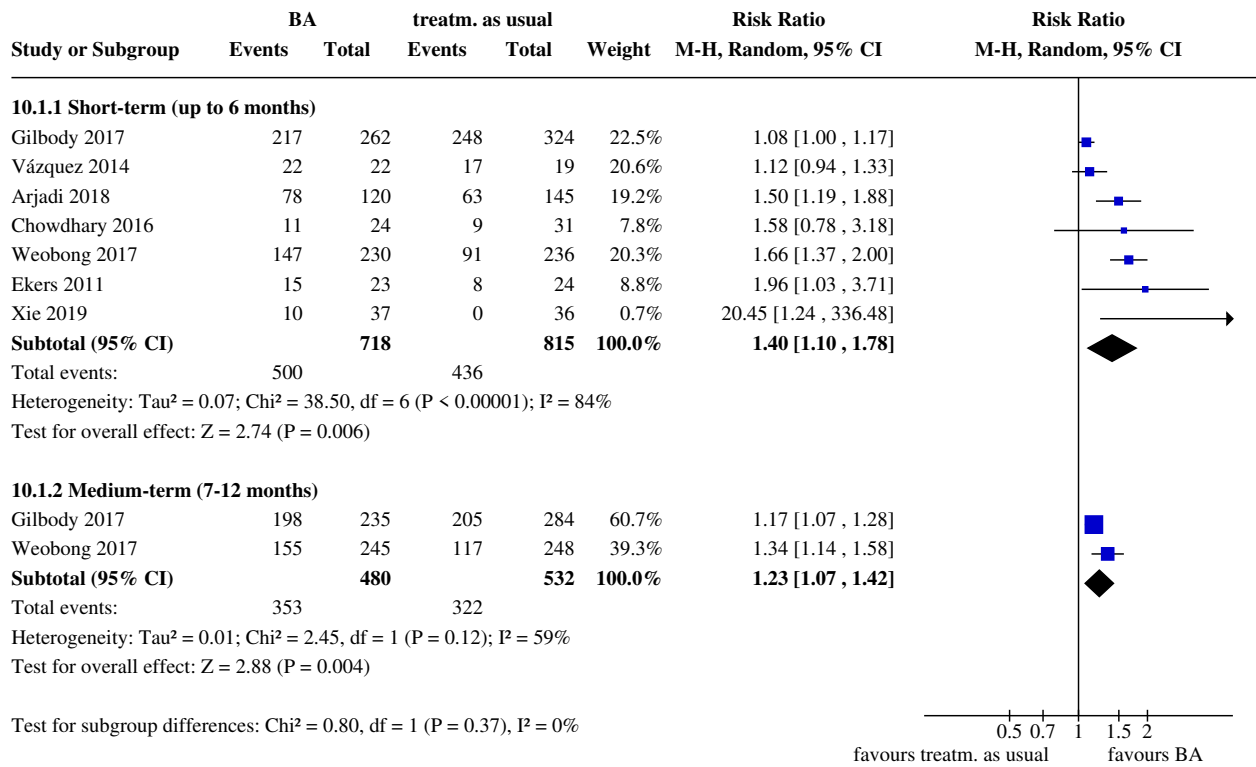 BA treatm. as usual Risk Ratio Risk Ratio
Study or Subgroup Events Total Events Total Weight M-H, Random, 95% CI M-H, Random, 95% CI
10.1.1 Short-term (up to 6 months)
Gilbody 2017 217 262 248 324 22.5% 1.08 [1.00 , 1.17]
Vázquez 2014 22 22 17 19 20.6% 1.12 [0.94 , 1.33]
Arjadi 2018 78 120 63 145 19.2% 1.50 [1.19 , 1.88]
Chowdhary 2016 11 24 9 31 7.8% 1.58 [0.78 , 3.18]
Weobong 2017 147 230 91 236 20.3% 1.66 [1.37 , 2.00]
Ekers 2011 15 23 8 24 8.8% 1.96 [1.03 , 3.71]
Xie 2019 10 37 0 36 0.7% 20.45 [1.24 , 336.48]
Subtotal (95% CI) 718 815 100.0% 1.40 [1.10 , 1.78]
Total events: 500 436
Heterogeneity: Tau² = 0.07; Chi² = 38.50, df = 6 (P < 0.00001); I² = 84%
Test for overall effect: Z = 2.74 (P = 0.006)
10.1.2 Medium-term (7-12 months)
Gilbody 2017 198 235 205 284 60.7% 1.17 [1.07 , 1.28]
Weobong 2017 155 245 117 248 39.3% 1.34 [1.14 , 1.58]
Subtotal (95% CI) 480 532 100.0% 1.23 [1.07 , 1.42]
Total events: 353 322
Heterogeneity: Tau² = 0.01; Chi² = 2.45, df = 1 (P = 0.12); I² = 59%
Test for overall effect: Z = 2.88 (P = 0.004)
Test for subgroup differences: Chi² = 0.80, df = 1 (P = 0.37), I² = 0%
0.5 0.7 1 1.5 2
favours treatm. as usual favours BA